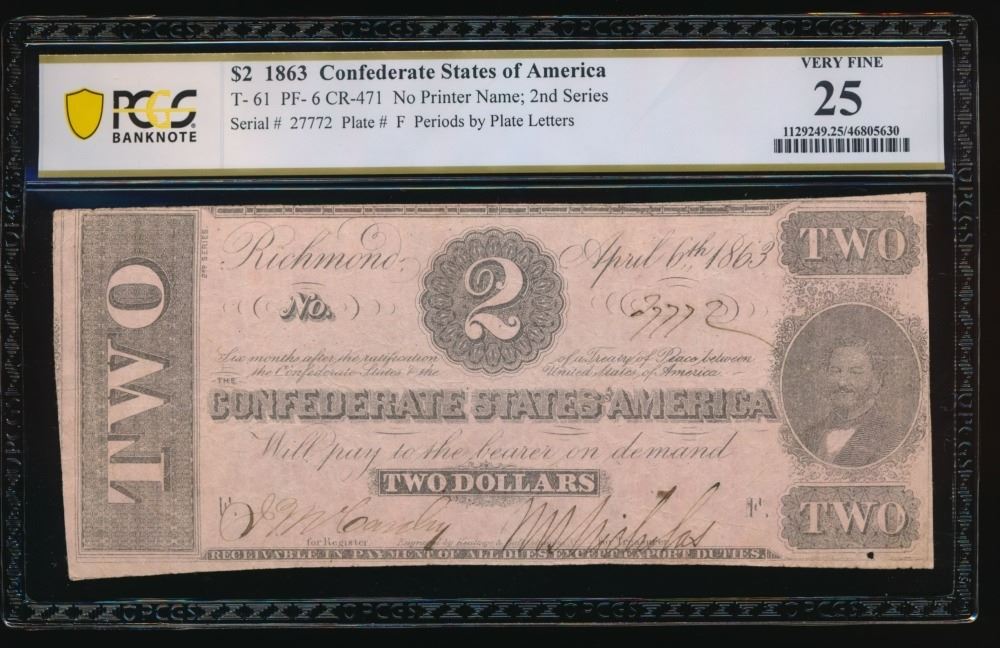 PCGS
BANKNOTE
$2 1863 Confederate States of America
T- 61 PF- 6 CR-471 No Printer Name; 2nd Series
Serial # 27772 Plate # F Periods by Plate Letters
VERY FINE
25
1129249.25/46805630
TWO
2ND SERIES
Richmond, April 6th, 1863
TWO
2
No. 27772
Six months after the ratification of a Treaty of Peace between
the Confederate States & the United States of America
THE
CONFEDERATE STATES AMERICA
Will pay to the bearer on demand
TWO DOLLARS
TWO
F. F.
for Register. for Treasurer
RECEIVABLE IN PAYMENT OF ALL DUES EXCEPT EXPORT DUTIES.